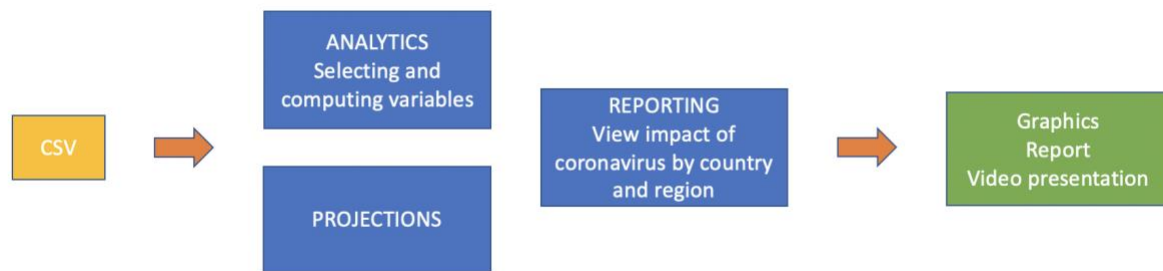 CSV
ANALYTICS
Selecting and
computing variables
PROJECTIONS
REPORTING
View impact of
coronavirus by country
and region
Graphics
Report
Video presentation